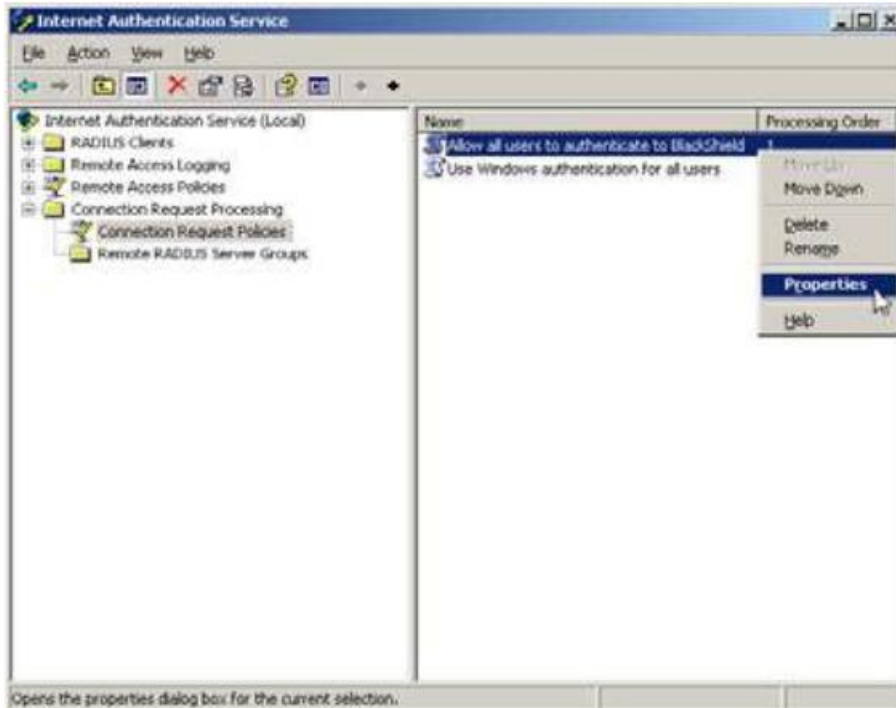 Internet Authentication Service
File Action View Help
Internet Authentication Service (Local)
RADIUS Clients
Remote Access Logging
Remote Access Policies
Connection Request Processing
Connection Request Policies
Remote RADIUS Server Groups
Name Processing Order
Allow all users to authenticate to BlackShield 1
Use Windows authentication for all users
Move Up
Move Down
Delete
Rename
Properties
Help
Opens the properties dialog box for the current selection.